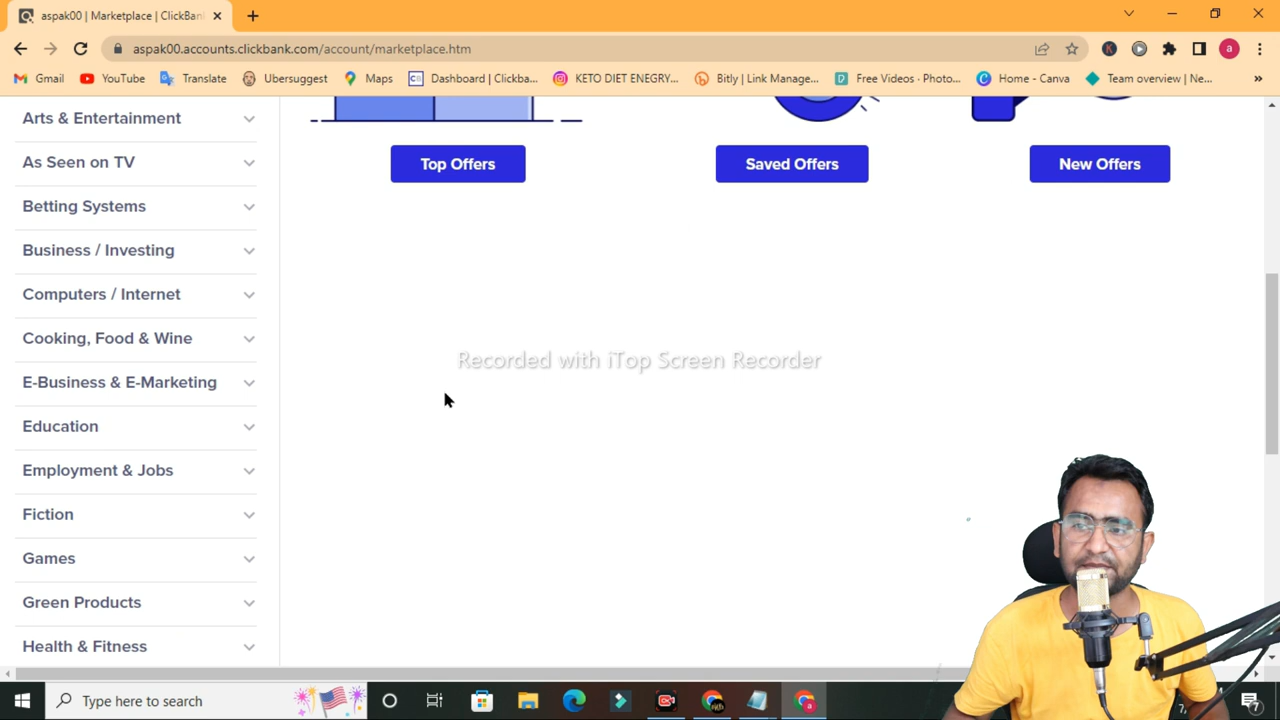 aspak00 | Marketplace | ClickBan
aspak00.accounts.clickbank.com/account/marketplace.htm
a
Gmail
YouTube
Translate
Ubersuggest
Maps
Dashboard | Clickba...
KETO DIET ENEGRY...
Bitly | Link Manage...
Free Videos · Photo...
Home - Canva
Team overview | Ne...
»
Arts & Entertainment
As Seen on TV
Betting Systems
Business / Investing
Computers / Internet
Cooking, Food & Wine
E-Business & E-Marketing
Education
Employment & Jobs
Fiction
Games
Green Products
Health & Fitness
Top Offers
Saved Offers
New Offers
Recorded with iTop Screen Recorder
Type here to search
7